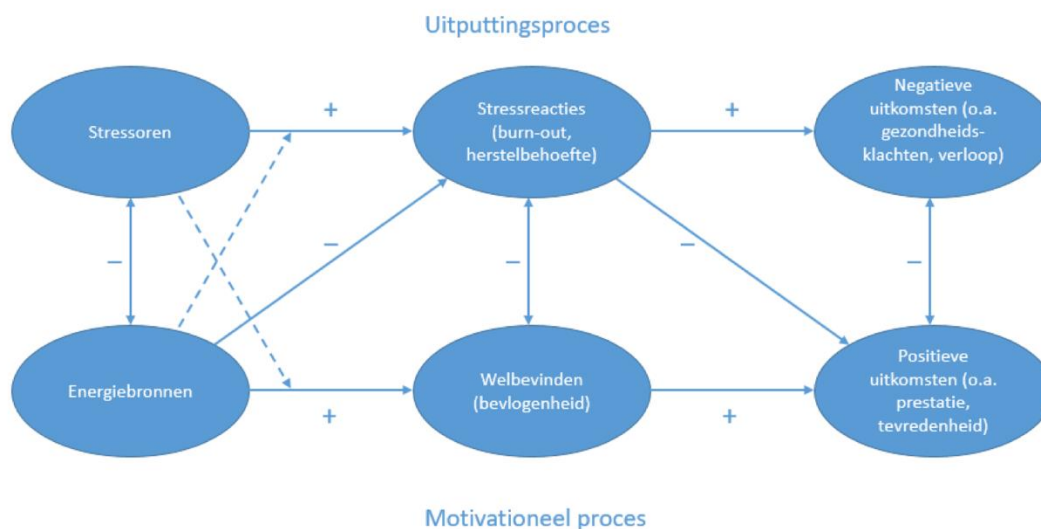 Uitputtingsproces
Stressoren
+
Stressreacties
(burn-out,
herstelbehoefte)
+
Negatieve
uitkomsten (o.a.
gezondheids-
klachten, verloop)
–
–
–
–
–
Energiebronnen
+
Welbevinden
(bevlogenheid)
+
Positieve
uitkomsten (o.a.
prestatie,
tevredenheid)
Motivationeel proces